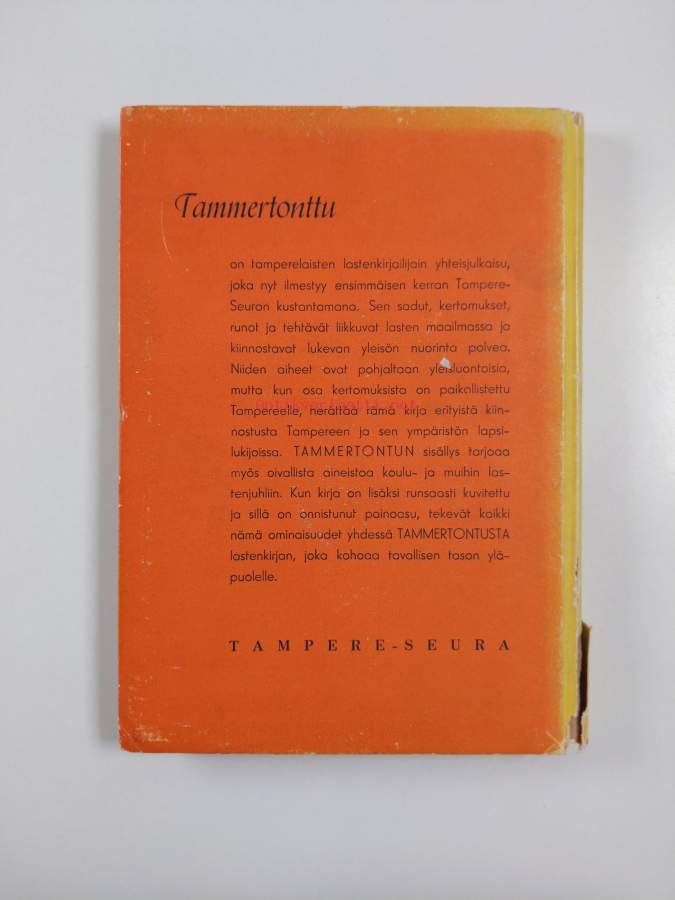 Tammertonttu
on tamperelaisten lastenkirjailijain yhteisjulkaisu,
joka nyt ilmestyy ensimmäisen kerran Tampere-
Seuran kustantamana. Sen sadut, kertomukset,
runot ja tehtävät liikkuvat lasten maailmassa ja
kiinnostavat lukevan yleisön nuorinta polvea.
Niiden aiheet ovat pohjaltaan yleisluontoisia,
mutta kun osa kertomuksista on paikallistettu
Tampereelle, herättää tämä kirja erityistä kiin-
nostusta Tampereen ja sen ympäristön lapsi-
lukijoissa. TAMMERTONTUN sisällys tarjoaa
myös oivallista aineistoa koulu- ja muihin las-
tenjuhliin. Kun kirja on lisäksi runsaasti kuvitettu
ja sillä on onnistunut painoasu, tekevät kaikki
nämä ominaisuudet yhdessä TAMMERTONTUSTA
lastenkirjan, joka kohoaa tavallisen tason ylä-
puolelle.
TAMPERE-SEURA